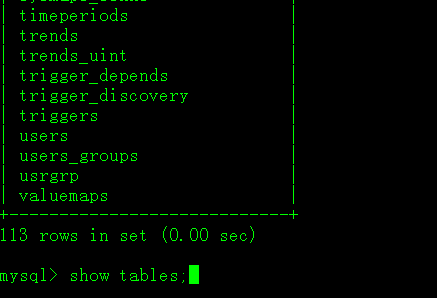 | timeperiods |
| trends |
| trends_uint |
| trigger_depends |
| trigger_discovery |
| triggers |
| users |
| users_groups |
| usrgrp |
| valuemaps |
+----------------------------+
113 rows in set (0.00 sec)
mysql> show tables;